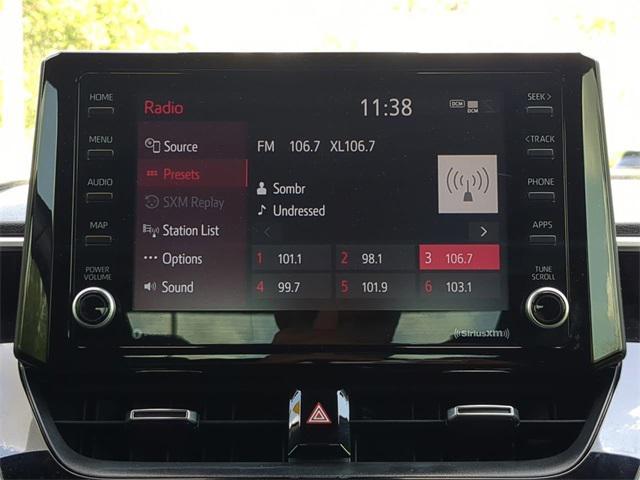 HOME
MENU
AUDIO
MAP
POWER
VOLUME
Radio
11:38
DCM
DCM
Source
Presets
SXM Replay
Station List
Options
Sound
FM 106.7 XL106.7
Sombr
Undressed
1 101.1 2 98.1 3 106.7
4 99.7 5 101.9 6 103.1
SEEK >
< TRACK
PHONE
APPS
TUNE
SCROLL
((SiriusXM))